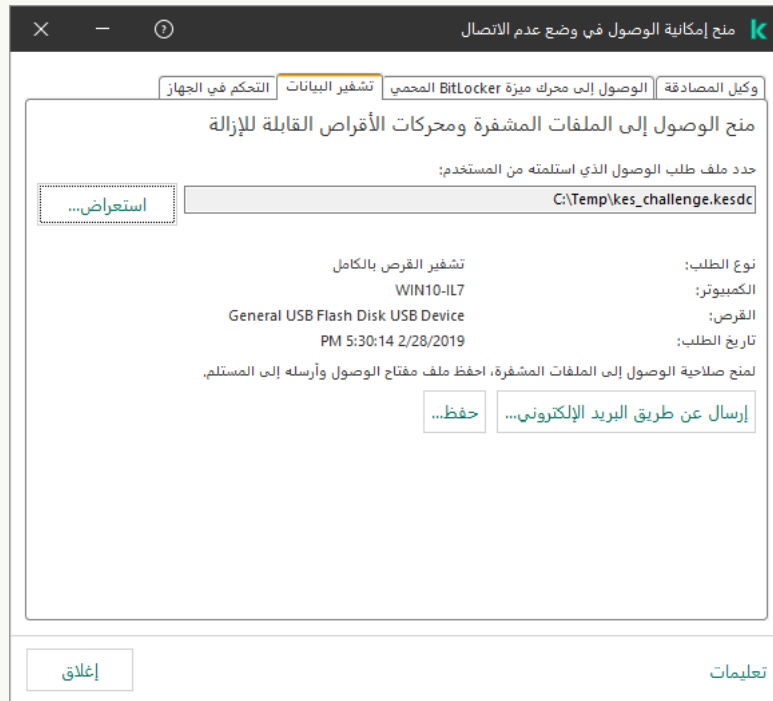 منح إمكانية الوصول في وضع عدم الاتصال
وكيل المصادقة الوصول إلى محرك ميزة BitLocker المحمي تشفير البيانات التحكم في الجهاز
منح الوصول إلى الملفات المشفرة ومحركات الأقراص القابلة للإزالة
حدد ملف طلب الوصول الذي استلمته من المستخدم:
C:\Temp\kes_challenge.kesdc استعراض...
نوع الطلب: تشفير القرص بالكامل
الكمبيوتر: WIN10-IL7
القرص: General USB Flash Disk USB Device
تاريخ الطلب: PM 5:30:14 2/28/2019
لمنح صلاحية الوصول إلى الملفات المشفرة، احفظ ملف مفتاح الوصول وأرسله إلى المستلم.
إرسال عن طريق البريد الإلكتروني... حفظ...
تعليمات إغلاق